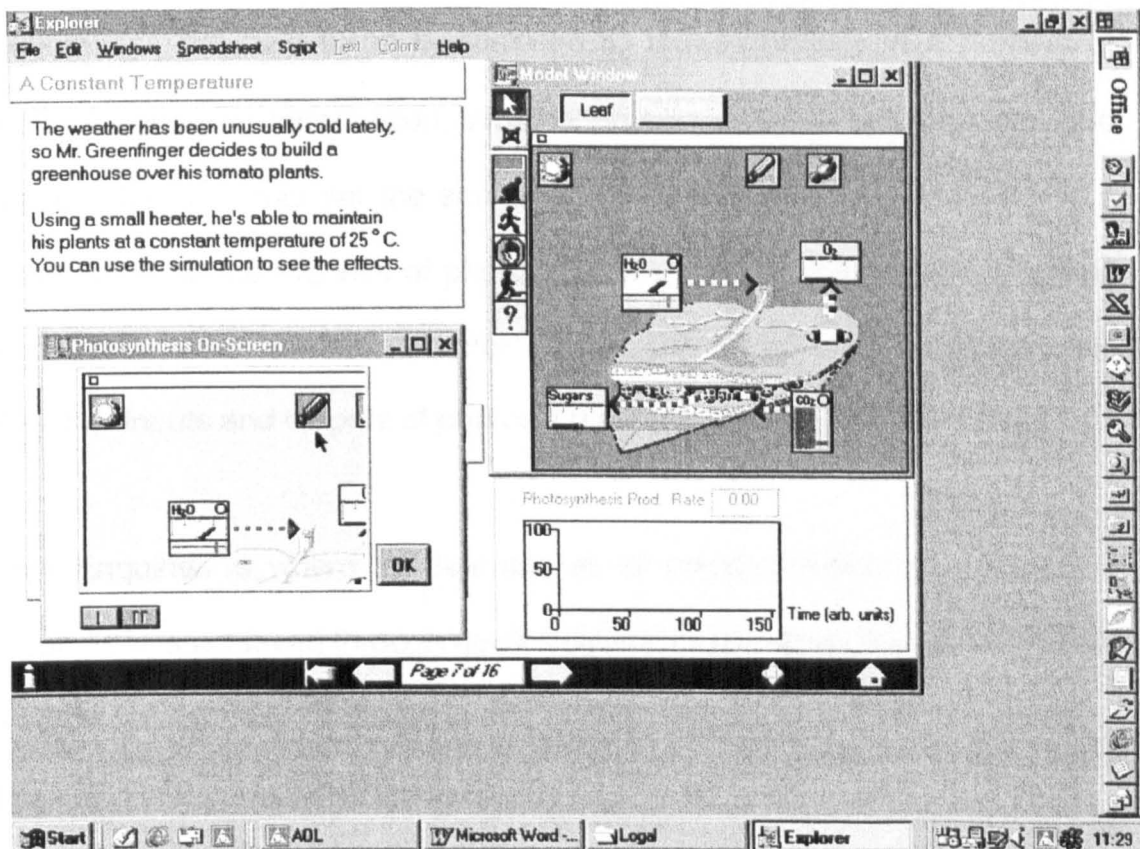 Explorer
File Edit Windows Spreadsheet Script Text Colors Help
A Constant Temperature
The weather has been unusually cold lately,
so Mr. Greenfinger decides to build a
greenhouse over his tomato plants.
Using a small heater, he's able to maintain
his plants at a constant temperature of 25°C.
You can use the simulation to see the effects.
Photosynthesis On-Screen
H₂O
OK
I II
Model Window
Leaf
H₂O
O₂
Sugars
CO₂
?
Photosynthesis Prod. Rate 0.00
100
50
0
0 50 100 150
Time (arb. units)
Page 7 of 16
Office
Start
AOL
Microsoft Word -...
Logal
Explorer
11:29